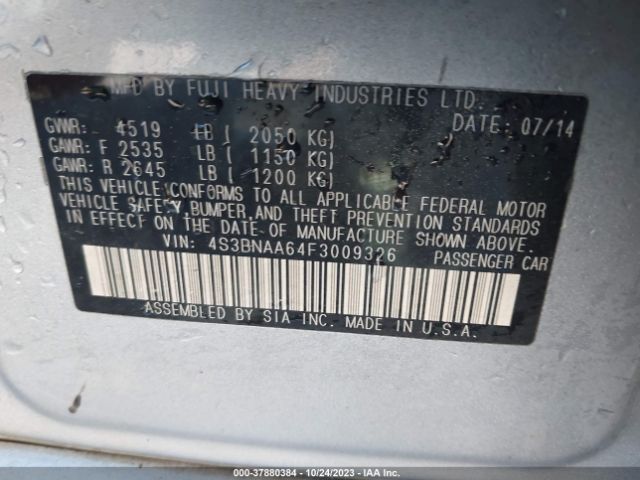 MFD BY FUJI HEAVY INDUSTRIES LTD.
GVWR: 4519 LB ( 2050 KG) DATE: 07/14
GAWR: F 2535 LB ( 1150 KG)
GAWR: R 2645 LB ( 1200 KG)
THIS VEHICLE CONFORMS TO ALL APPLICABLE FEDERAL MOTOR
VEHICLE SAFETY, BUMPER, AND THEFT PREVENTION STANDARDS
IN EFFECT ON THE DATE OF MANUFACTURE SHOWN ABOVE.
VIN: 4S3BNAA64F3009326 PASSENGER CAR
ASSEMBLED BY SIA INC. MADE IN U.S.A.
000-37880384 | 10/24/2023 - IAA Inc.